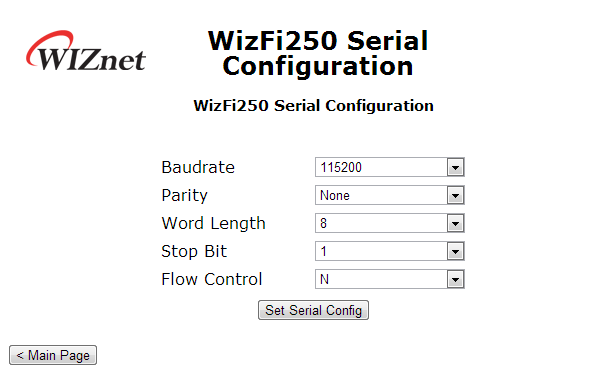 WIZnet
WizFi250 Serial
Configuration
WizFi250 Serial Configuration
Baudrate 115200
Parity None
Word Length 8
Stop Bit 1
Flow Control N
Set Serial Config
< Main Page